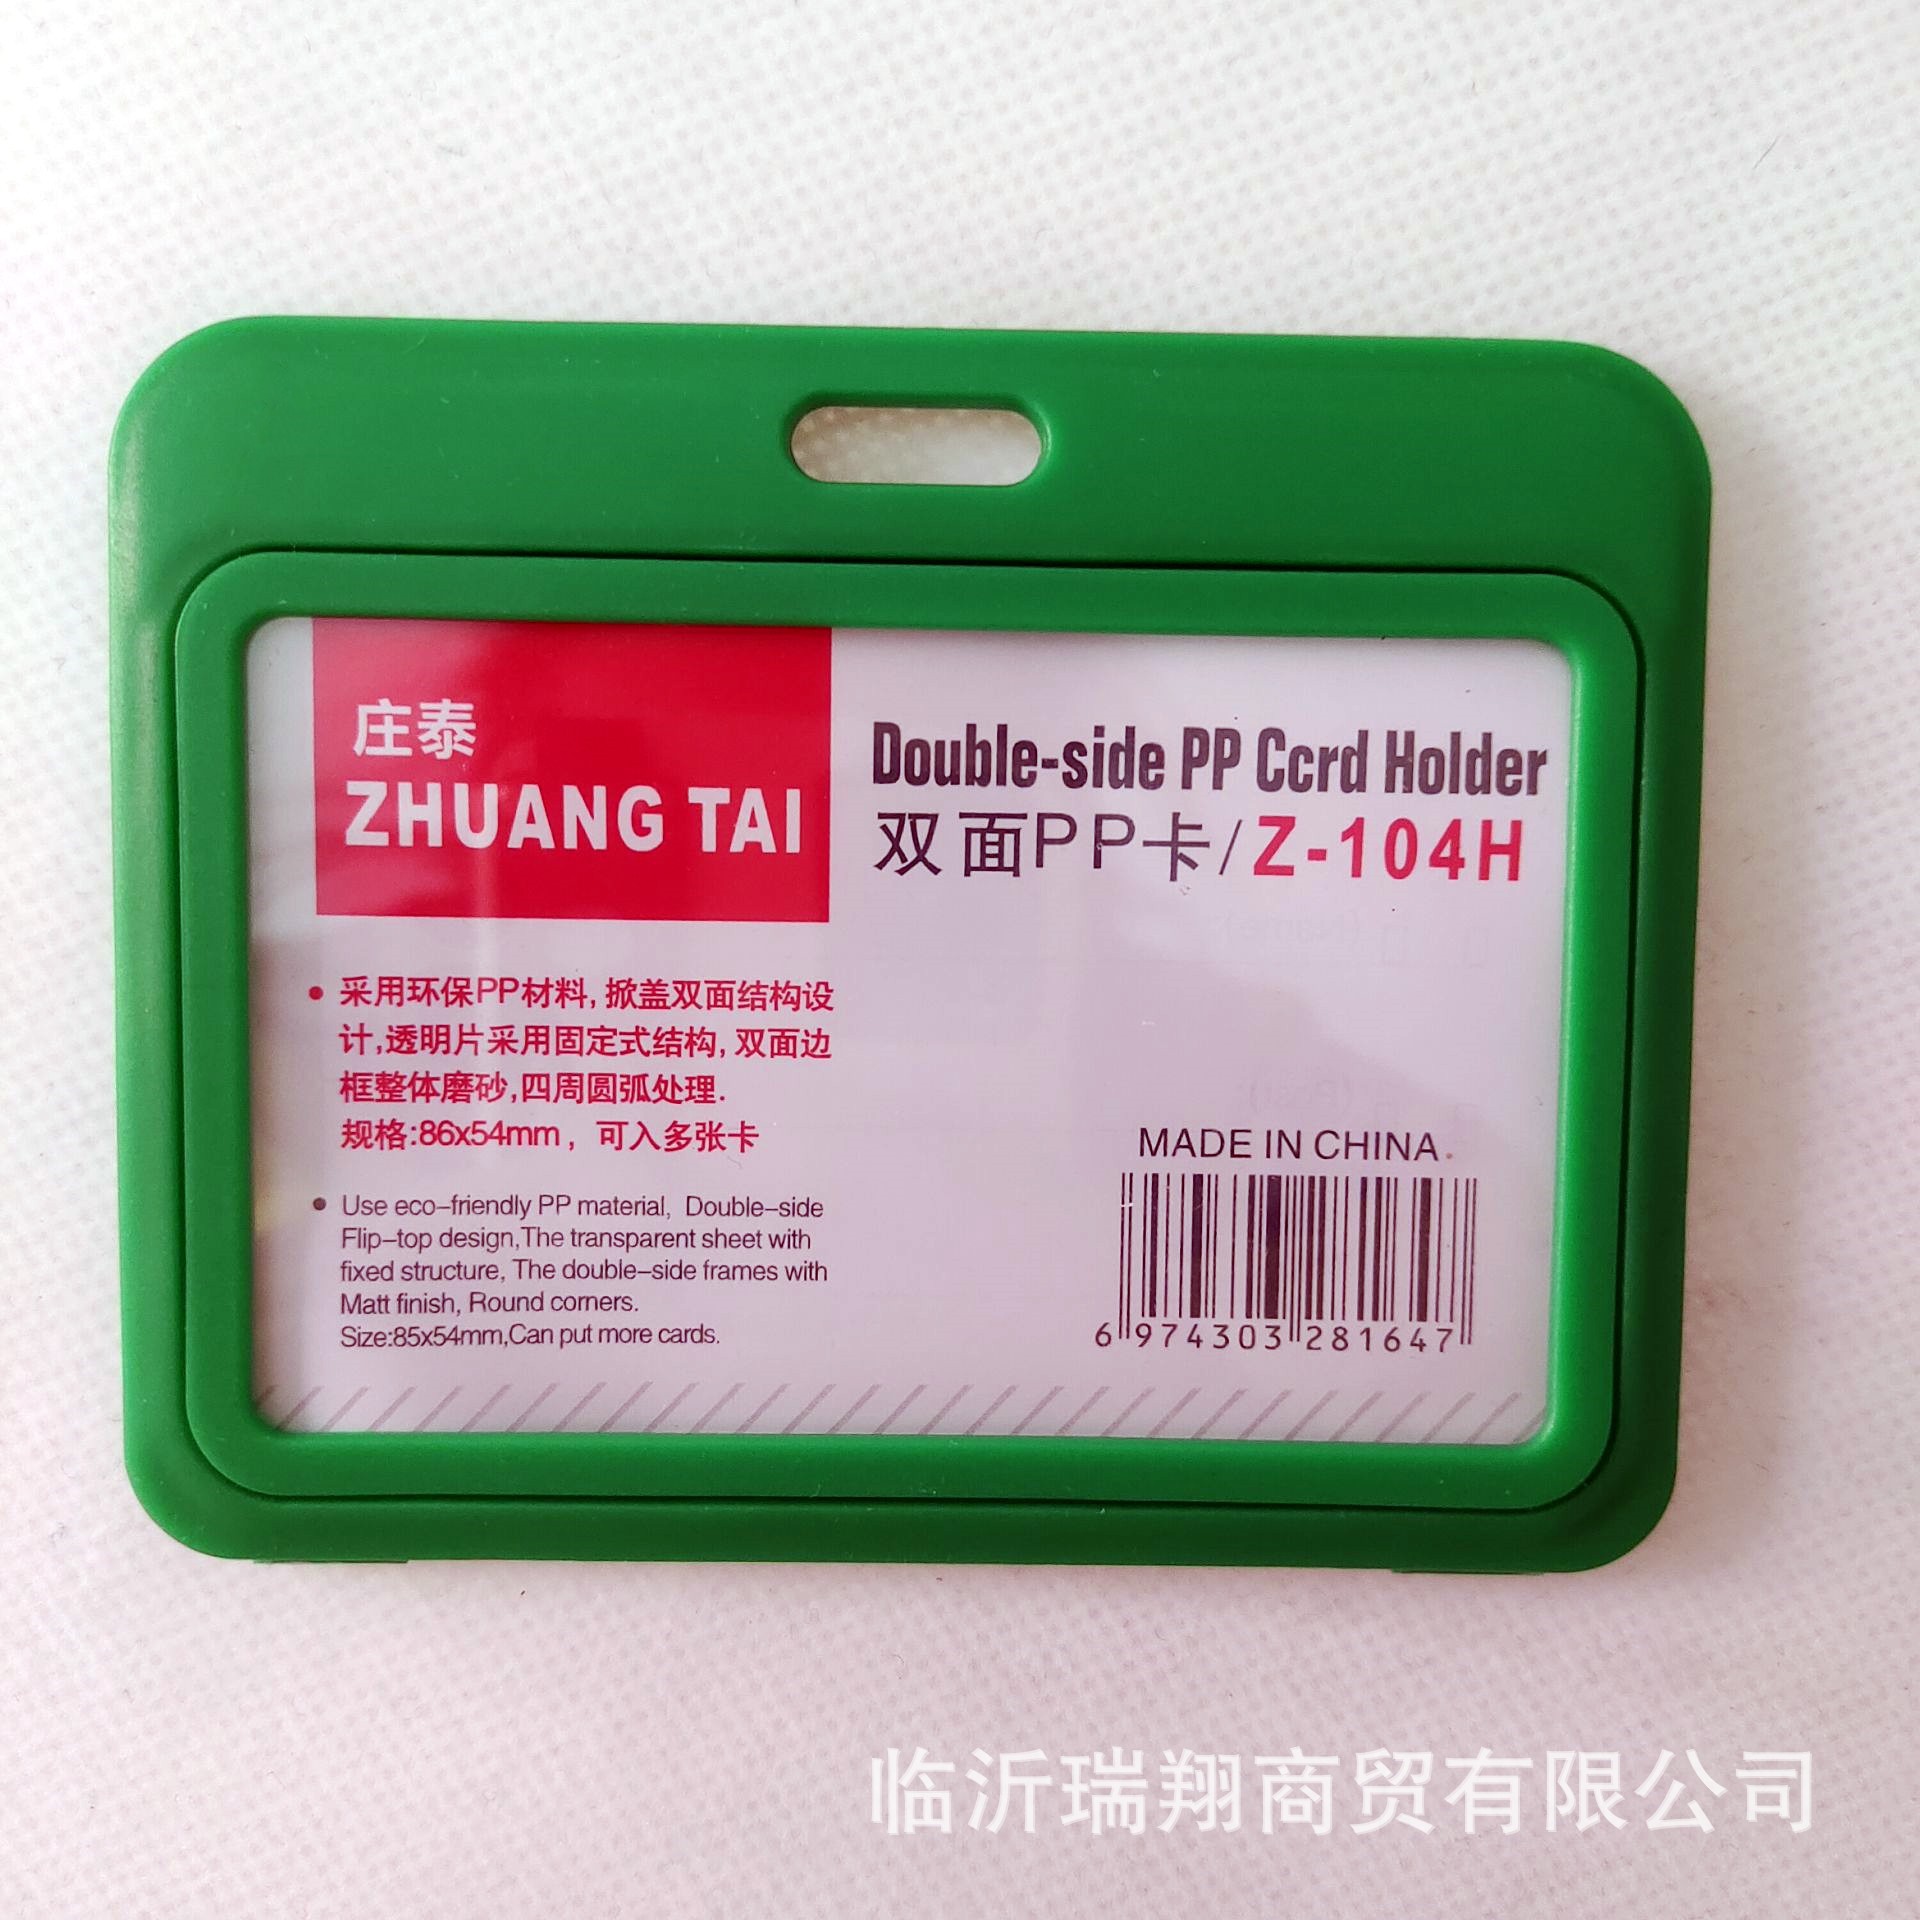 庄泰
ZHUANG TAI
Double-side PP Ccrd Holder
双面PP卡/Z-104H
• 采用环保PP材料,掀盖双面结构设
计,透明片采用固定式结构,双面边
框整体磨砂,四周圆弧处理.
规格:86x54mm，可入多张卡
• Use eco-friendly PP material, Double-side
Flip-top design,The transparent sheet with
fixed structure, The double-side frames with
Matt finish, Round corners.
Size:85x54mm,Can put more cards.
MADE IN CHINA.
6 974303 281647
临沂瑞翔商贸有限公司